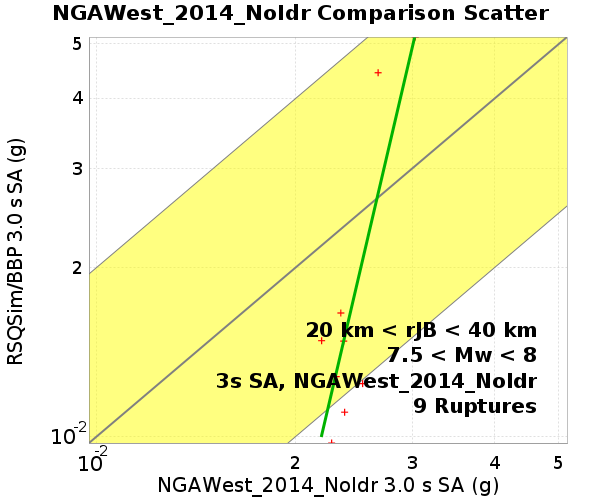 NGAWest_2014_NoIdr Comparison Scatter
5
4
3
2
10-2
RSQSim/BBP 3.0 s SA (g)
20 km < rJB < 40 km
7.5 < Mw < 8
3s SA, NGAWest_2014_NoIdr
9 Ruptures
10-2
2
3
4
5
NGAWest_2014_NoIdr 3.0 s SA (g)